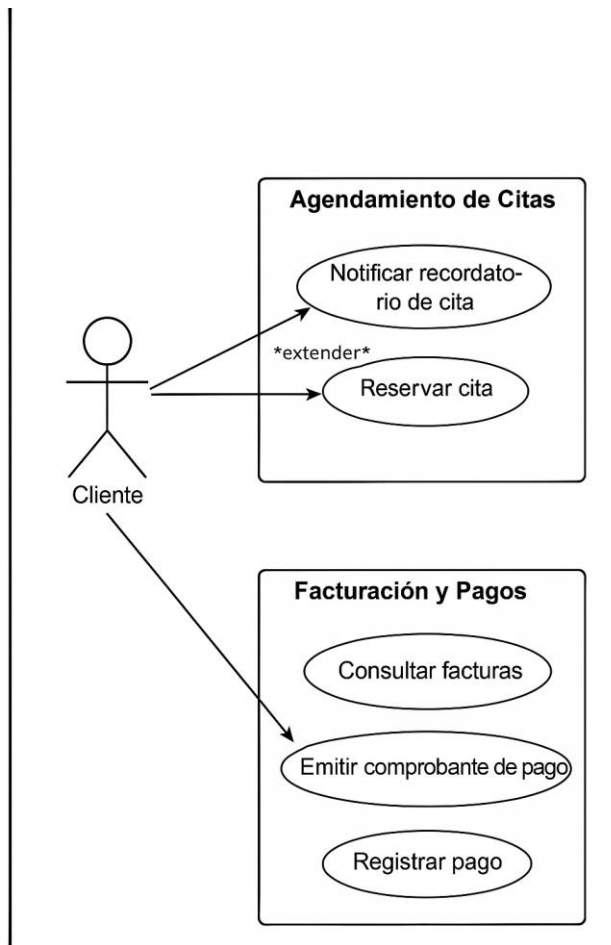 Agendamiento de Citas
Notificar recordato-
rio de cita
*extender*
Reservar cita
Cliente
Facturación y Pagos
Consultar facturas
Emitir comprobante de pago
Registrar pago